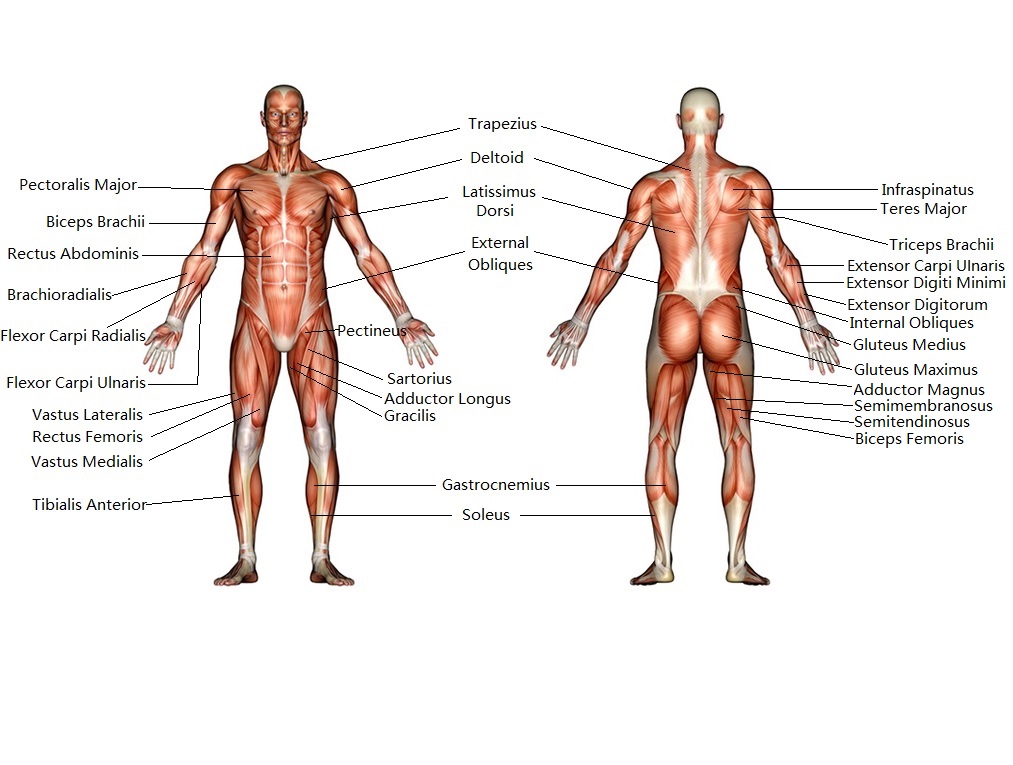 Pectoralis Major
Biceps Brachii
Rectus Abdominis
Brachioradialis
Flexor Carpi Radialis
Flexor Carpi Ulnaris
Vastus Lateralis
Rectus Femoris
Vastus Medialis
Tibialis Anterior
Trapezius
Deltoid
Latissimus
Dorsi
External
Obliques
Pectineus
Sartorius
Adductor Longus
Gracilis
Gastrocnemius
Soleus
Infraspinatus
Teres Major
Triceps Brachii
Extensor Carpi Ulnaris
Extensor Digiti Minimi
Extensor Digitorum
Internal Obliques
Gluteus Medius
Gluteus Maximus
Adductor Magnus
Semimembranosus
Semitendinosus
Biceps Femoris